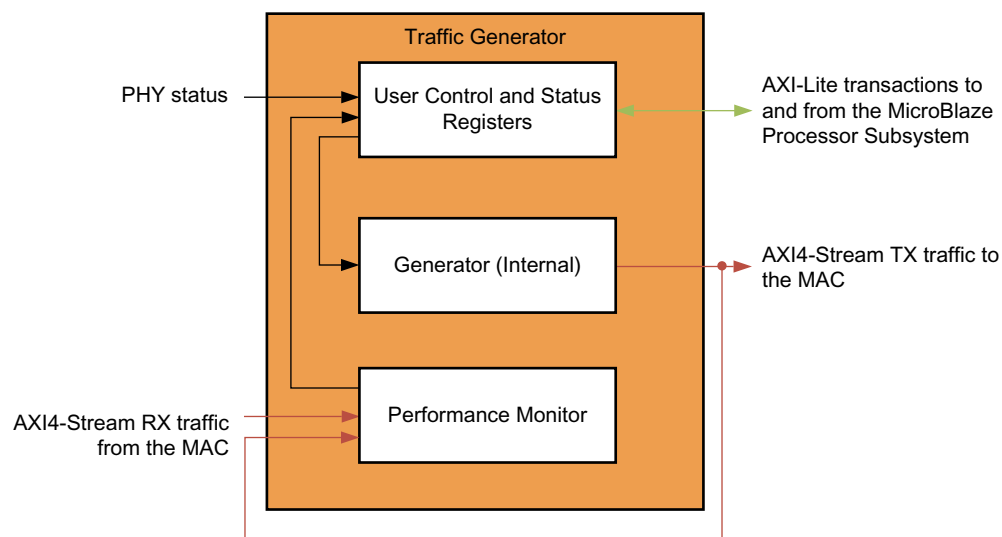 Traffic Generator
PHY status
User Control and Status
Registers
AXI-Lite transactions to
and from the MicroBlaze
Processor Subsystem
Generator (Internal)
AXI4-Stream TX traffic to
the MAC
Performance Monitor
AXI4-Stream RX traffic
from the MAC